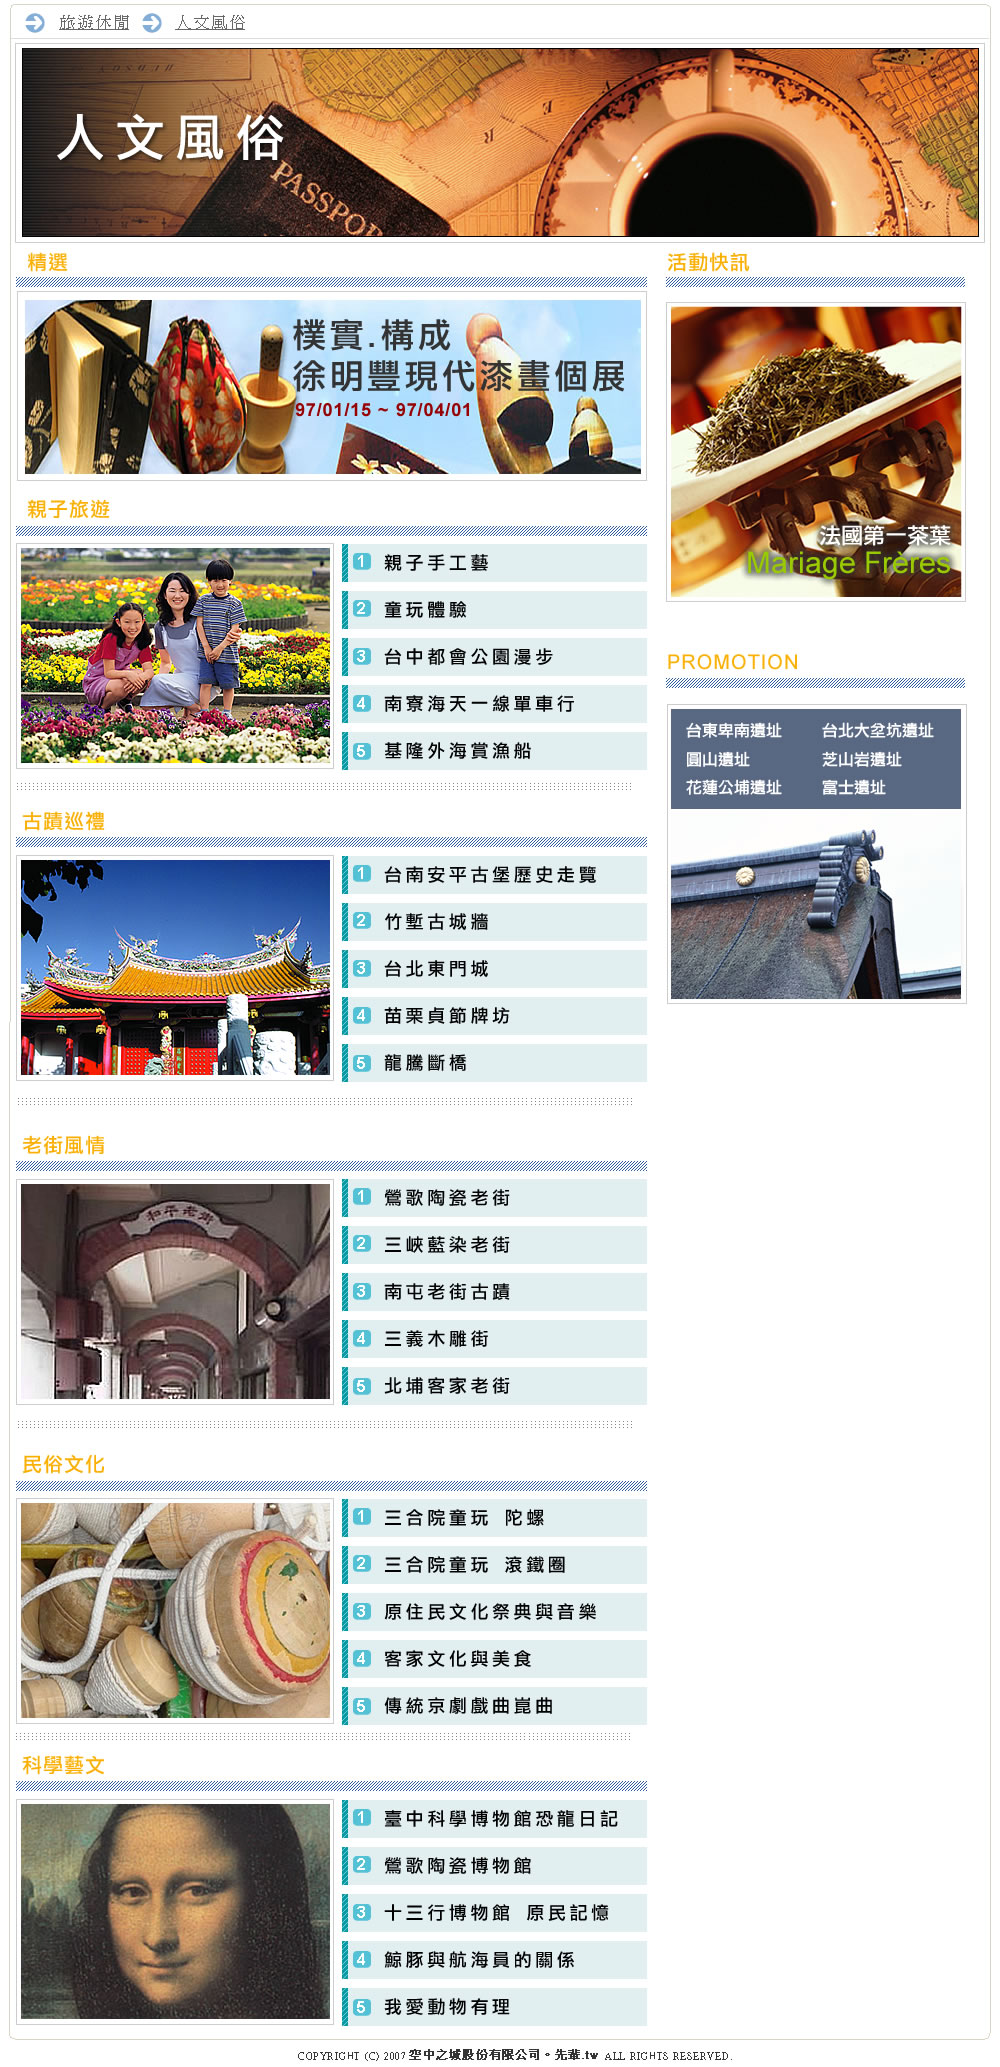 旅遊休閒 人文風俗
人文風俗
PASSPOR
精選
樸實.構成
徐明豐現代漆畫個展
97/01/15 ~ 97/04/01
親子旅遊
1 親子手工藝
2 童玩體驗
3 台中都會公園漫步
4 南寮海天一線單車行
5 基隆外海賞漁船
古蹟巡禮
1 台南安平古堡歷史走覽
2 竹塹古城牆
3 台北東門城
4 苗栗貞節牌坊
5 龍騰斷橋
老街風情
和平老街
1 鶯歌陶瓷老街
2 三峽藍染老街
3 南屯老街古蹟
4 三義木雕街
5 北埔客家老街
民俗文化
1 三合院童玩 陀螺
2 三合院童玩 滾鐵圈
3 原住民文化祭典與音樂
4 客家文化與美食
5 傳統京劇戲曲崑曲
科學藝文
1 臺中科學博物館恐龍日記
2 鶯歌陶瓷博物館
3 十三行博物館 原民記憶
4 鯨豚與航海員的關係
5 我愛動物有理
活動快訊
法國第一茶葉
Mariage Frères
PROMOTION
台東卑南遺址 台北大坌坑遺址
圓山遺址 芝山岩遺址
花蓮公埔遺址 富士遺址
COPYRIGHT (C) 2007 空中之城股份有限公司。先蓽.tw ALL RIGHTS RESERVED.